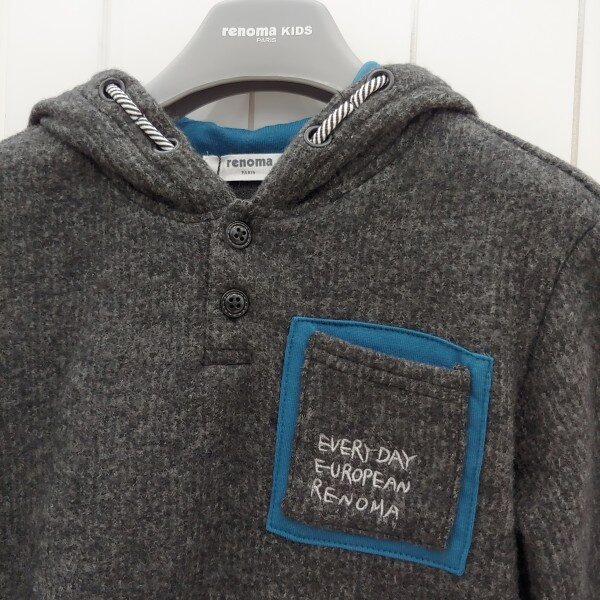 renoma KIDS
PARIS
renoma
PARIS
EVERY DAY
EUROPEAN
RENOMA